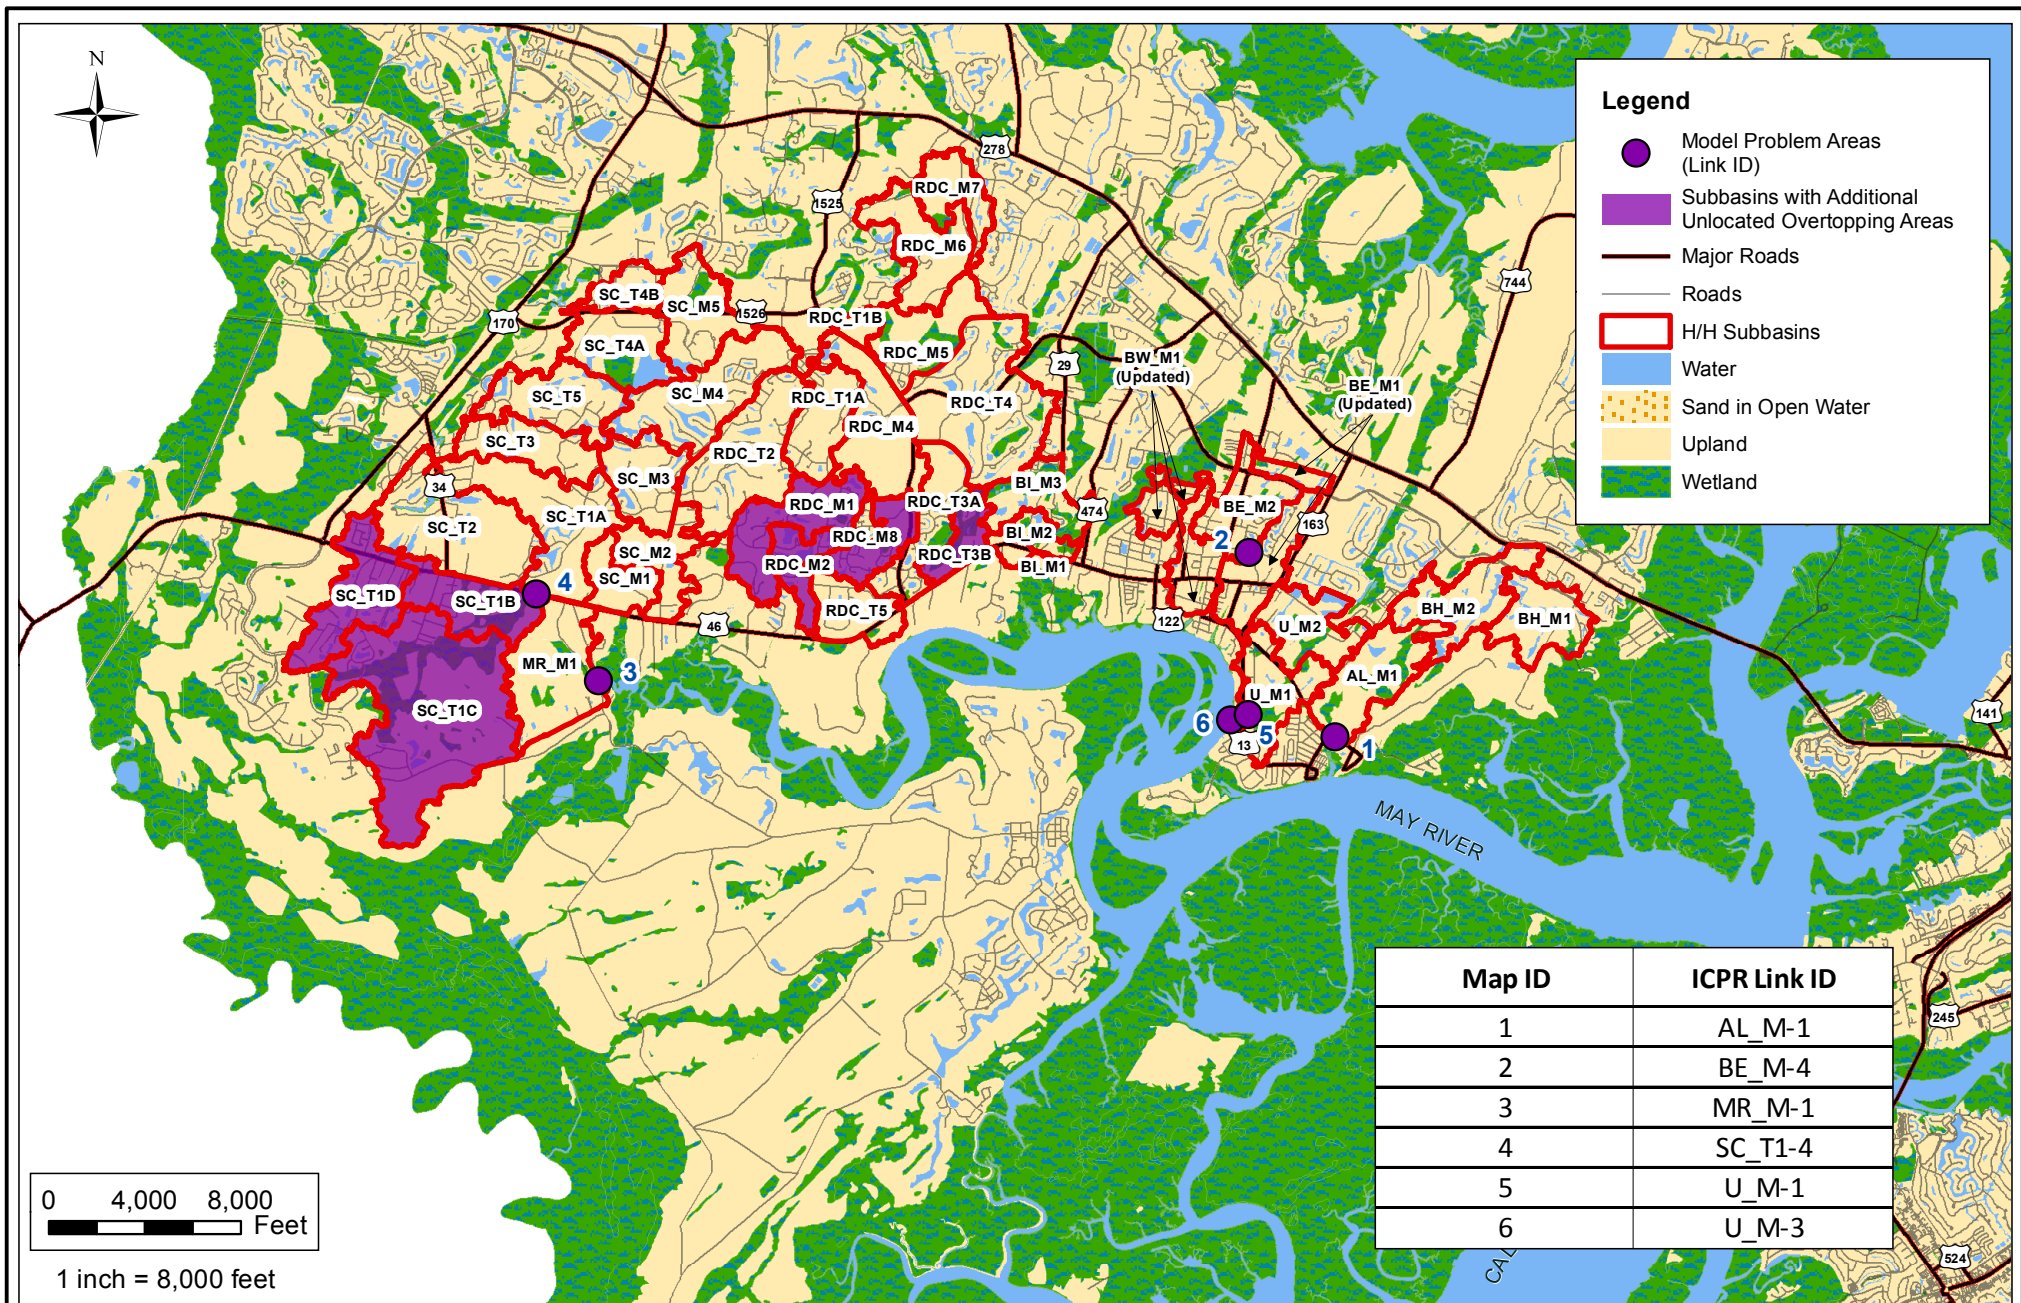 N
Legend
Model Problem Areas
(Link ID)
Subbasins with Additional
Unlocated Overtopping Areas
Major Roads
Roads
H/H Subbasins
Water
Sand in Open Water
Upland
Wetland
278
RDC_M7
1525
RDC_M6
744
SC_T4B
SC_M5
1526
170
RDC_T1B
SC_T4A
RDC_M5
29
BW_M1
(Updated)
BE_M1
(Updated)
SC_T5
SC_M4
RDC_T1A
RDC_T4
RDC_M4
SC_T3
RDC_T2
SC_M3
34
BI_M3
RDC_M1
RDC_T3A
BE_M2
474
SC_T1A
SC_T2
163
RDC_M8
BI_M2
2
SC_M2
RDC_T3B
BI_M1
RDC_M2
SC_M1
4
SC_T1D
SC_T1B
RDC_T5
BH_M2
BH_M1
122
46
U_M2
MR_M1
3
AL_M1
U_M1
SC_T1C
141
6
5
13
1
MAY RIVER
Map ID ICPR Link ID
1 AL_M-1
2 BE_M-4
3 MR_M-1
4 SC_T1-4
5 U_M-1
6 U_M-3
245
524
0 4,000 8,000
Feet
1 inch = 8,000 feet